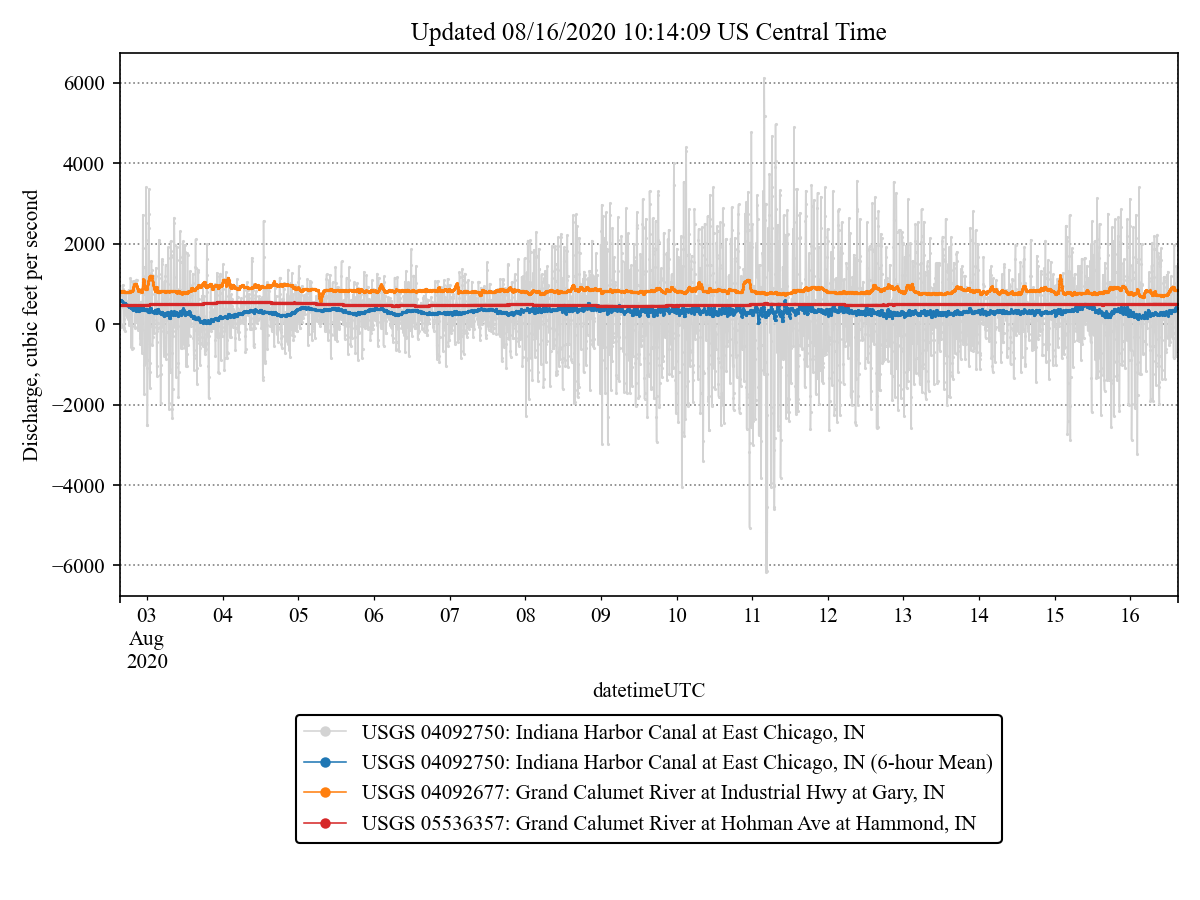 Updated 08/16/2020 10:14:09 US Central Time
Discharge, cubic feet per second
6000
4000
2000
0
−2000
−4000
−6000
03 04 05 06 07 08 09 10 11 12 13 14 15 16
Aug
2020
datetimeUTC
USGS 04092750: Indiana Harbor Canal at East Chicago, IN
USGS 04092750: Indiana Harbor Canal at East Chicago, IN (6-hour Mean)
USGS 04092677: Grand Calumet River at Industrial Hwy at Gary, IN
USGS 05536357: Grand Calumet River at Hohman Ave at Hammond, IN